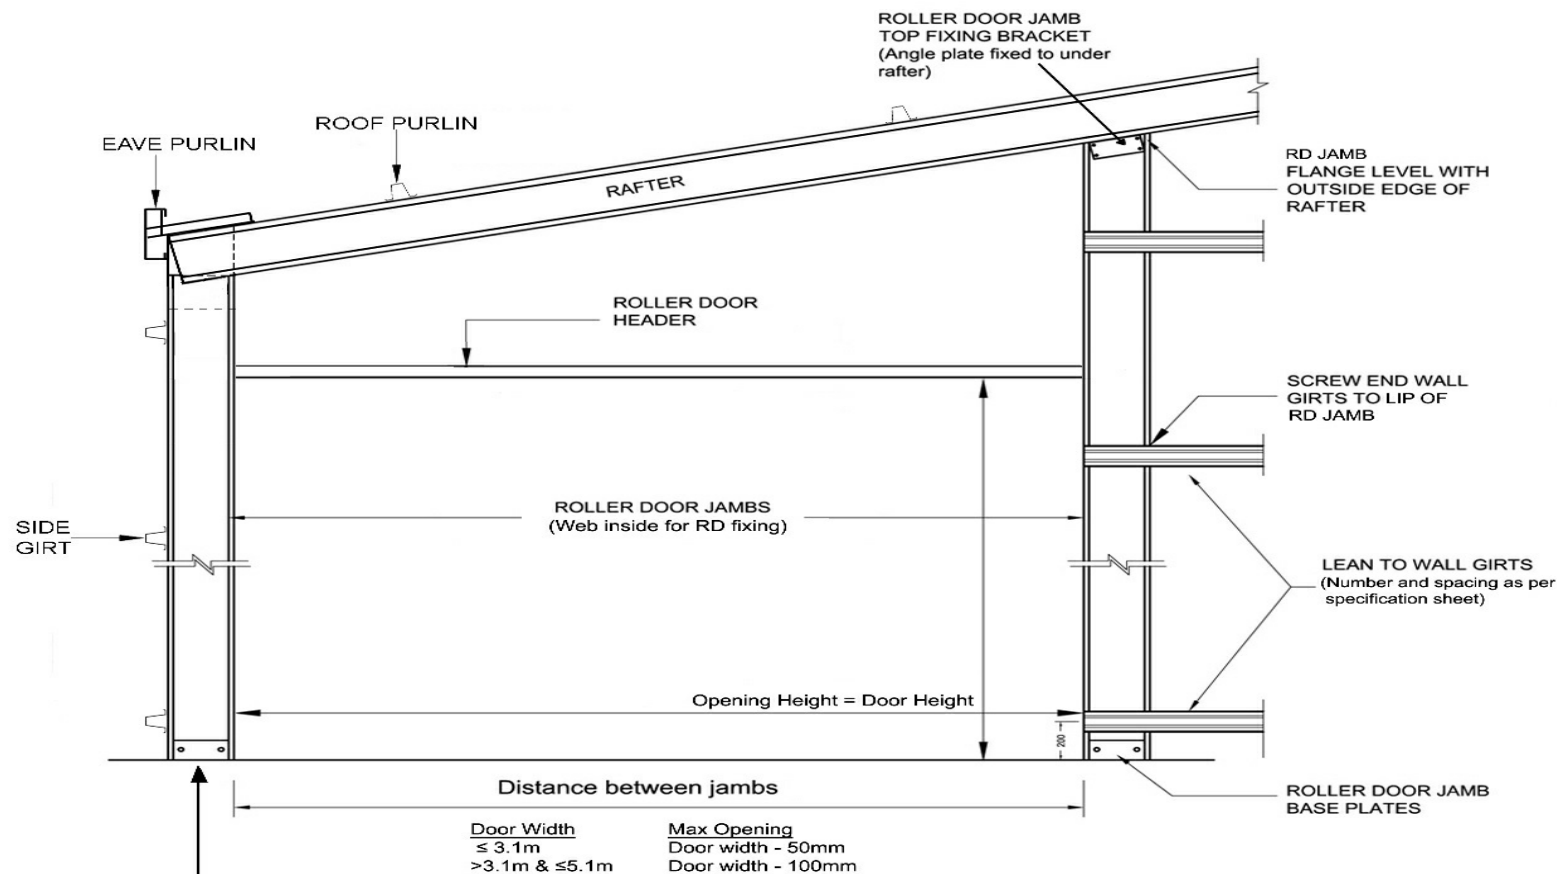 ROLLER DOOR JAMB
TOP FIXING BRACKET
(Angle plate fixed to under
rafter)
ROOF PURLIN
EAVE PURLIN
RAFTER
RD JAMB
FLANGE LEVEL WITH
OUTSIDE EDGE OF
RAFTER
ROLLER DOOR
HEADER
SCREW END WALL
GIRTS TO LIP OF
RD JAMB
ROLLER DOOR JAMBS
(Web inside for RD fixing)
SIDE
GIRT
LEAN TO WALL GIRTS
(Number and spacing as per
specification sheet)
Opening Height = Door Height
200
Distance between jambs
ROLLER DOOR JAMB
BASE PLATES
Door Width Max Opening
≤ 3.1m Door width - 50mm
>3.1m & ≤5.1m Door width - 100mm